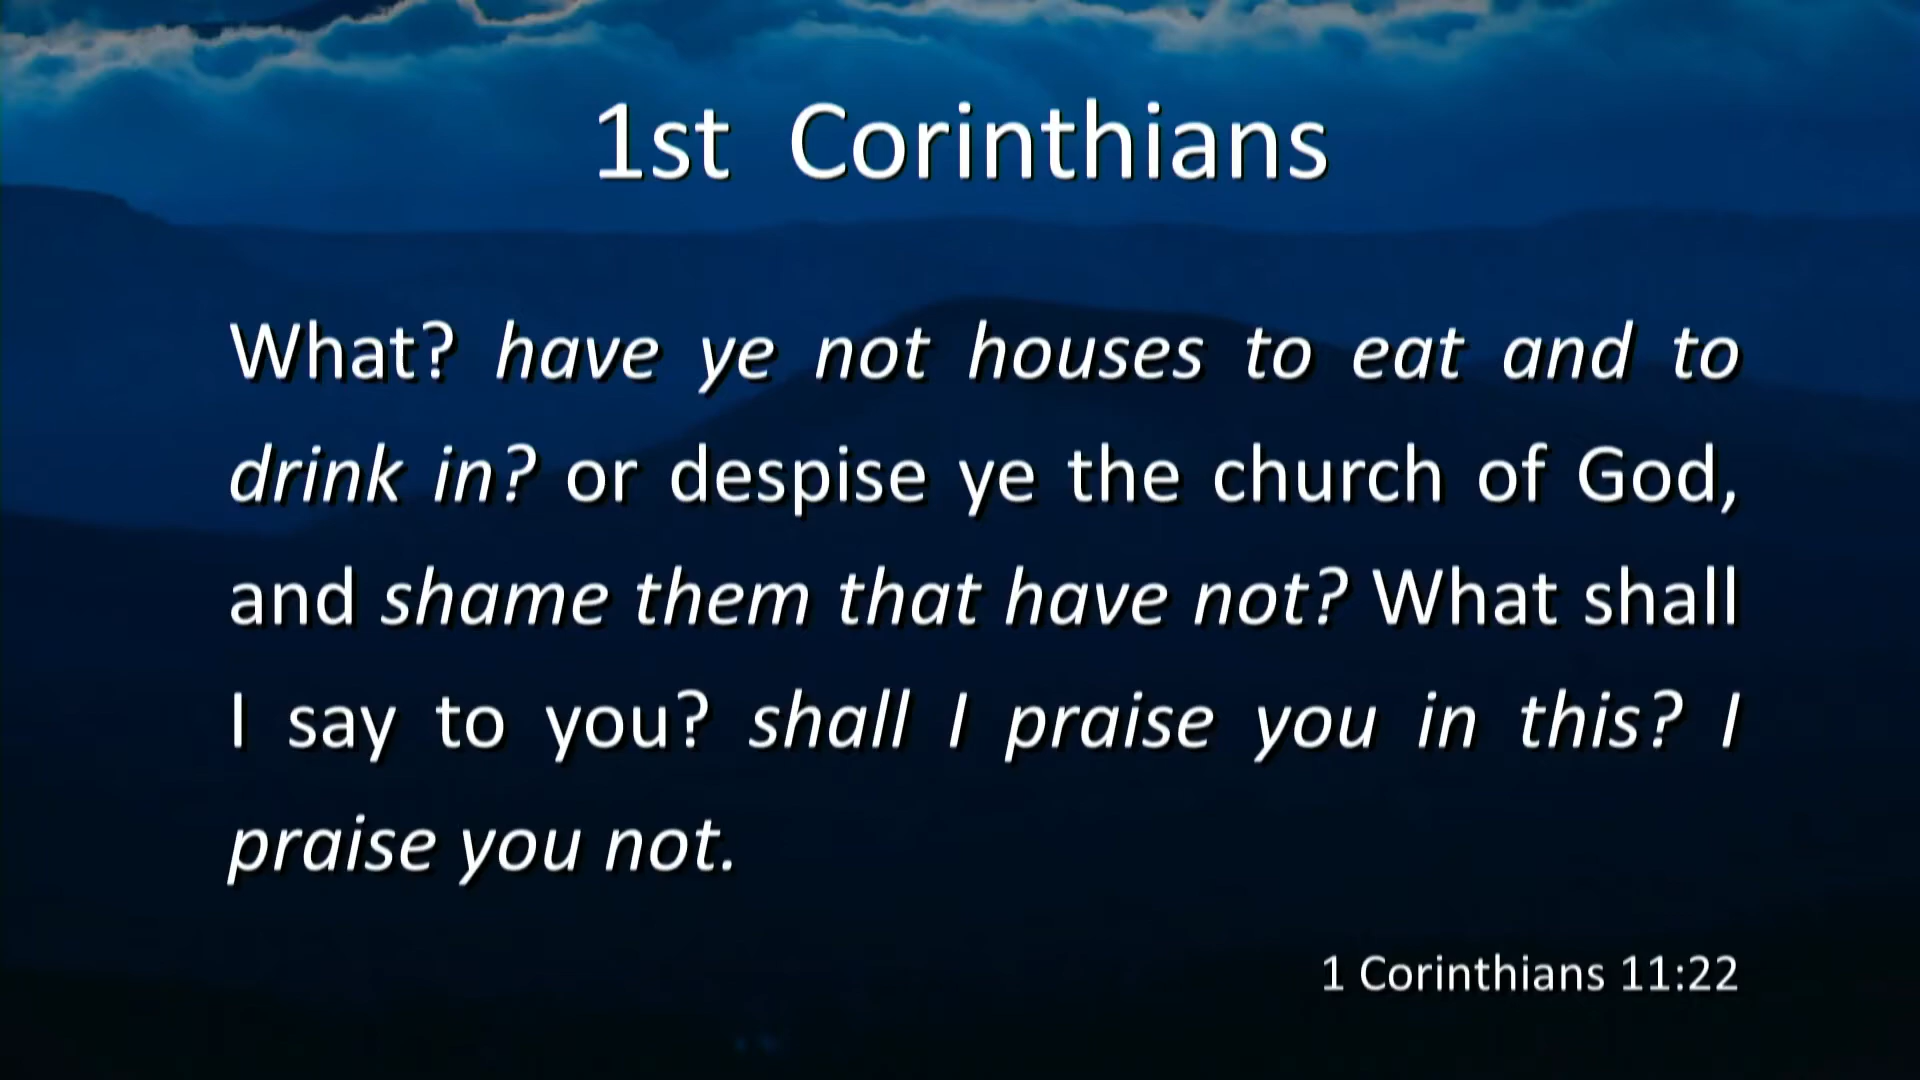 1st Corinthians
What? have ye not houses to eat and to
drink in? or despise ye the church of God,
and shame them that have not? What shall
I say to you? shall I praise you in this? I
praise you not.
1 Corinthians 11:22